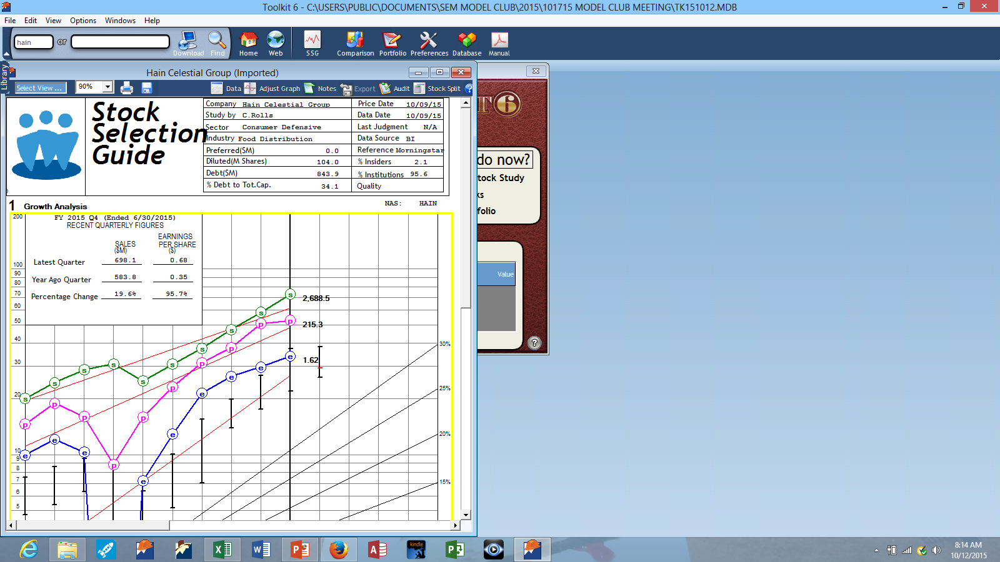 Toolkit 6 - C:\USERS\PUBLIC\DOCUMENTS\SEM MODEL CLUB\2015\101715 MODEL CLUB MEETING\TK151012.MDB
File Edit View Options Windows Help
hain or Download Find Home Web SSG Comparison Portfolio Preferences Database Manual
Library
Hain Celestial Group (Imported)
Select View ... 90% Data Adjust Graph Notes Export Audit Stock Split ?
Stock
Selection
Guide
Company Hain Celestial Group Price Date 10/09/15
Study by C.Rolls Data Date 10/09/15
Sector Consumer Defensive Last Judgment N/A
Industry Food Distribution Data Source BI
Preferred($M) 0.0 Reference Morningstar
Diluted(M Shares) 104.0 % Insiders 2.1
Debt($M) 843.9 % Institutions 95.6
% Debt to Tot.Cap. 34.1 Quality
1 Growth Analysis NAS: HAIN
FY 2015 Q4 (Ended 6/30/2015)
RECENT QUARTERLY FIGURES
SALES
($M)
EARNINGS
PER SHARE
($)
Latest Quarter 698.1 0.68
Year Ago Quarter 583.8 0.35
Percentage Change 19.6% 95.7%
200
100
90
80
70
60
50
40
30
20
10
9
8
7
6
5
s s s s s s s s s s
p p p p p p p p p p
e e e e e e e e e
2,688.5
215.3
1.62
30%
25%
20%
15%
T 6
do now?
tock Study
ks
folio
Value
?
kindle
8:14 AM
10/12/2015